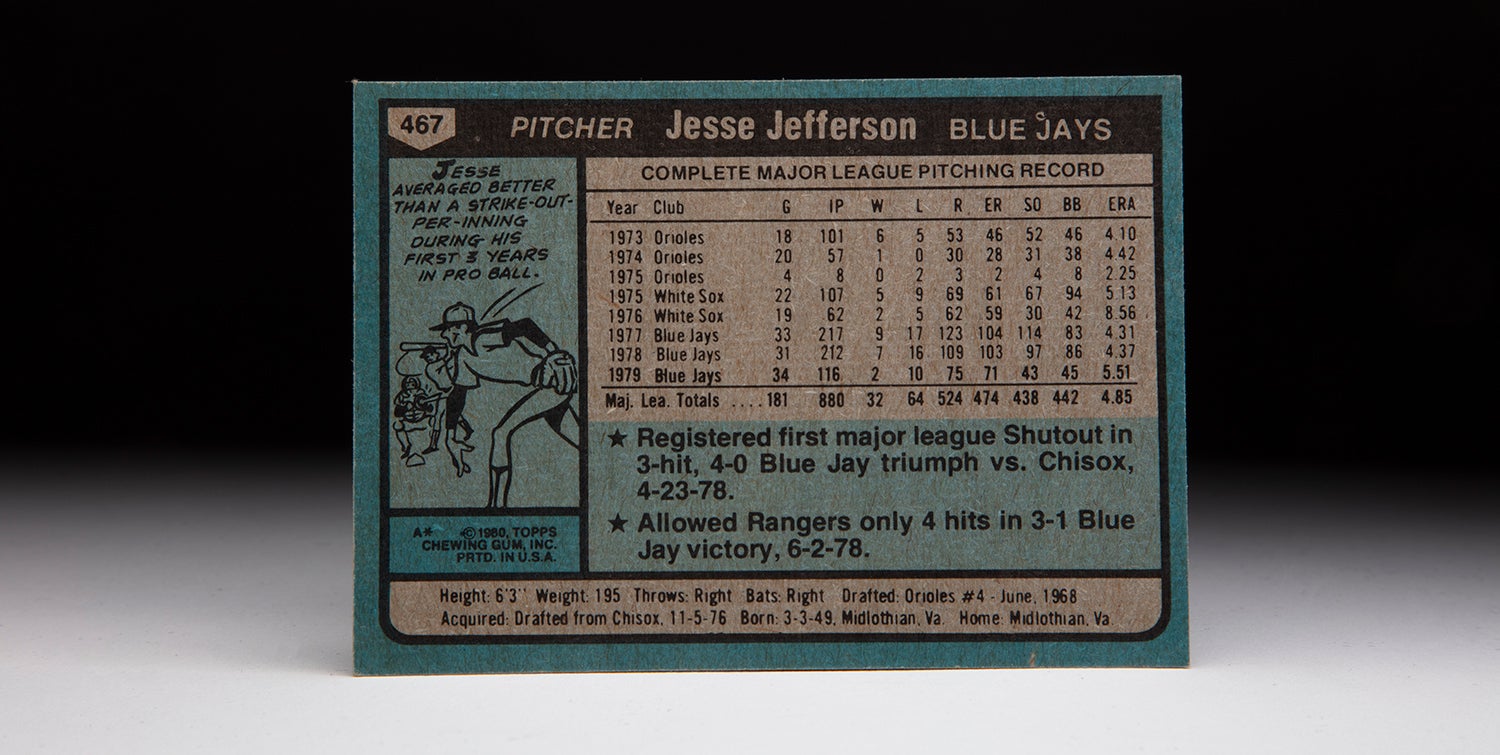 467 PITCHER Jesse Jefferson BLUE JAYS
JESSE
AVERAGED BETTER
THAN A STRIKE-OUT-
PER-INNING
DURING HIS
FIRST 3 YEARS
IN PRO BALL.
A* ©1980, TOPPS
CHEWING GUM, INC.
PRTD. IN U.S.A.
COMPLETE MAJOR LEAGUE PITCHING RECORD
Year Club G IP W L R ER SO BB ERA
1973 Orioles 18 101 6 5 53 46 52 46 4.10
1974 Orioles 20 57 1 0 30 28 31 38 4.42
1975 Orioles 4 8 0 2 3 2 4 8 2.25
1975 White Sox 22 107 5 9 69 61 67 94 5.13
1976 White Sox 19 62 2 5 62 59 30 42 8.56
1977 Blue Jays 33 217 9 17 123 104 114 83 4.31
1978 Blue Jays 31 212 7 16 109 103 97 86 4.37
1979 Blue Jays 34 116 2 10 75 71 43 45 5.51
Maj. Lea. Totals ....181 880 32 64 524 474 438 442 4.85
★ Registered first major league Shutout in
3-hit, 4-0 Blue Jay triumph vs. Chisox,
4-23-78.
★ Allowed Rangers only 4 hits in 3-1 Blue
Jay victory, 6-2-78.
Height: 6'3" Weight: 195 Throws: Right Bats: Right Drafted: Orioles #4 - June, 1968
Acquired: Drafted from Chisox, 11-5-76 Born: 3-3-49, Midlothian, Va. Home: Midlothian, Va.